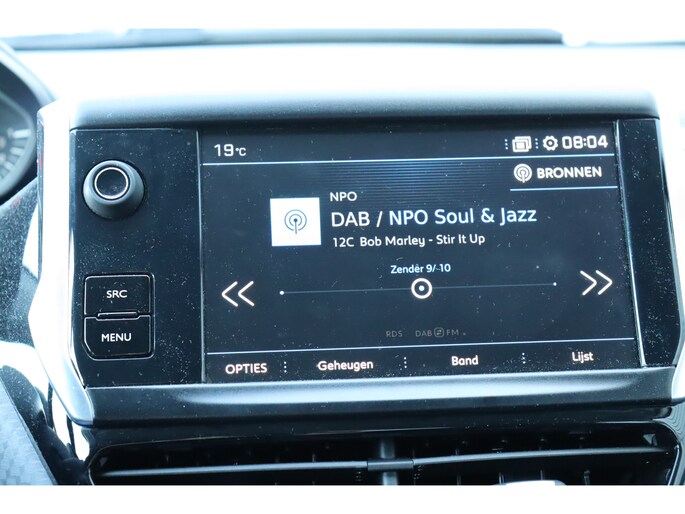 19°C
08:04
BRONNEN
NPO
DAB / NPO Soul & Jazz
12C Bob Marley - Stir It Up
Zender 9/ 10
SRC
MENU
RDS DAB FM
OPTIES Geheugen Band Lijst